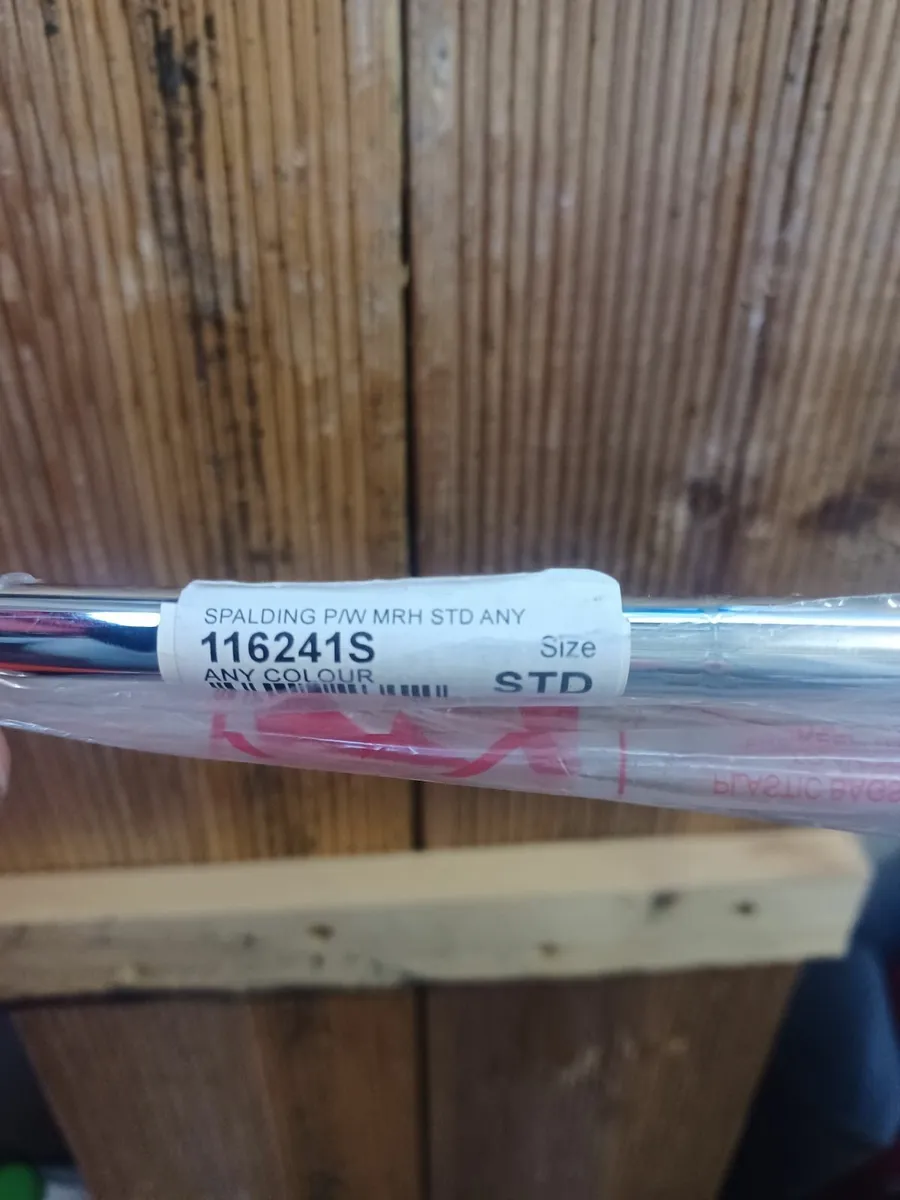 SPALDING P/W MRH STD ANY
116241S
Size
ANY COLOUR
STD
PLASTIC BAGS